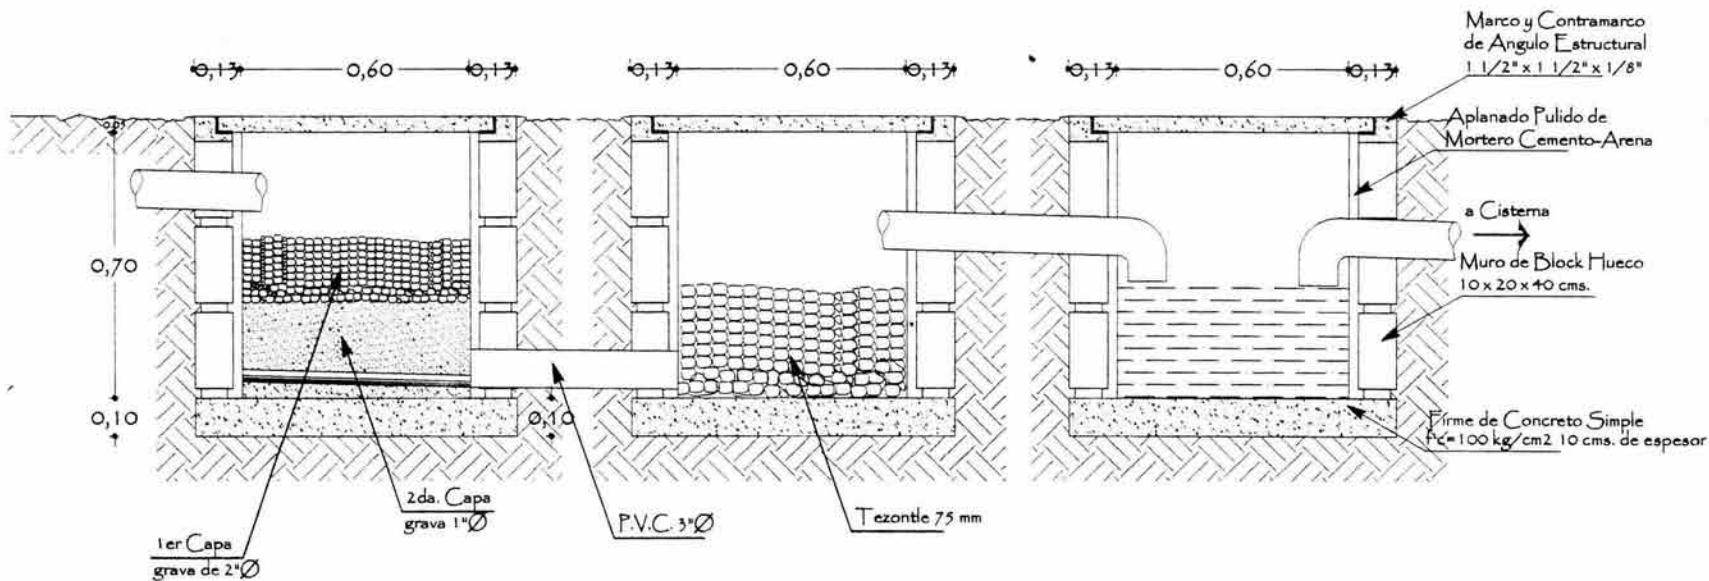 0,13 0,60 0,13 0,13 0,60 0,13 0,13 0,60 0,13
Marco y Contramarco
de Angulo Estructural
1 1/2" x 1 1/2" x 1/8"
Aplanado Pulido de
Mortero Cemento-Arena
a Cisterna
Muro de Block Hueco
10 x 20 x 40 cms.
Firme de Concreto Simple
f'c=100 kg/cm2 10 cms. de espesor
0,05
0,70
0,10
0,10
1er Capa
grava de 2"Ø
2da. Capa
grava 1"Ø
P.V.C. 3"Ø
Tezontle 75 mm